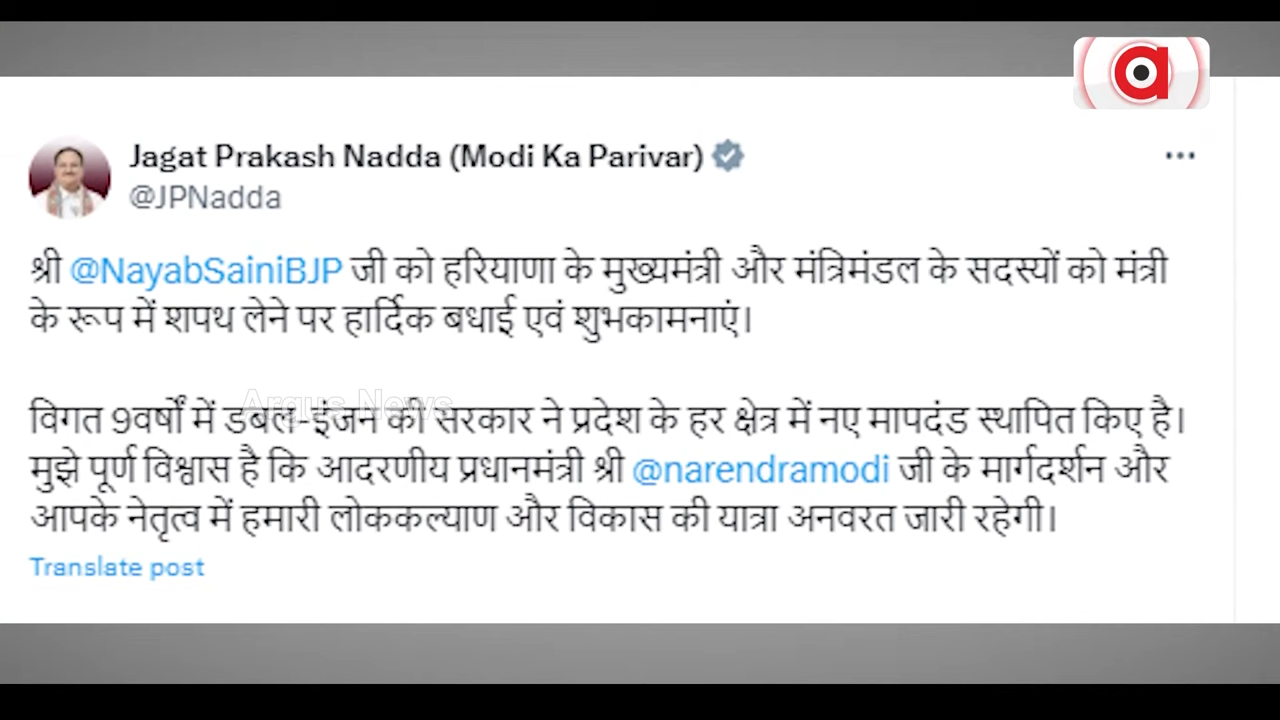 Jagat Prakash Nadda (Modi Ka Parivar)
@JPNadda
श्री @NayabSainiBJP जी को हरियाणा के मुख्यमंत्री और मंत्रिमंडल के सदस्यों को मंत्री
के रूप में शपथ लेने पर हार्दिक बधाई एवं शुभकामनाएं।
Argus News
विगत 9वर्षों में डबल-इंजन की सरकार ने प्रदेश के हर क्षेत्र में नए मापदंड स्थापित किए है।
मुझे पूर्ण विश्वास है कि आदरणीय प्रधानमंत्री श्री @narendramodi जी के मार्गदर्शन और
आपके नेतृत्व में हमारी लोककल्याण और विकास की यात्रा अनवरत जारी रहेगी।
Translate post